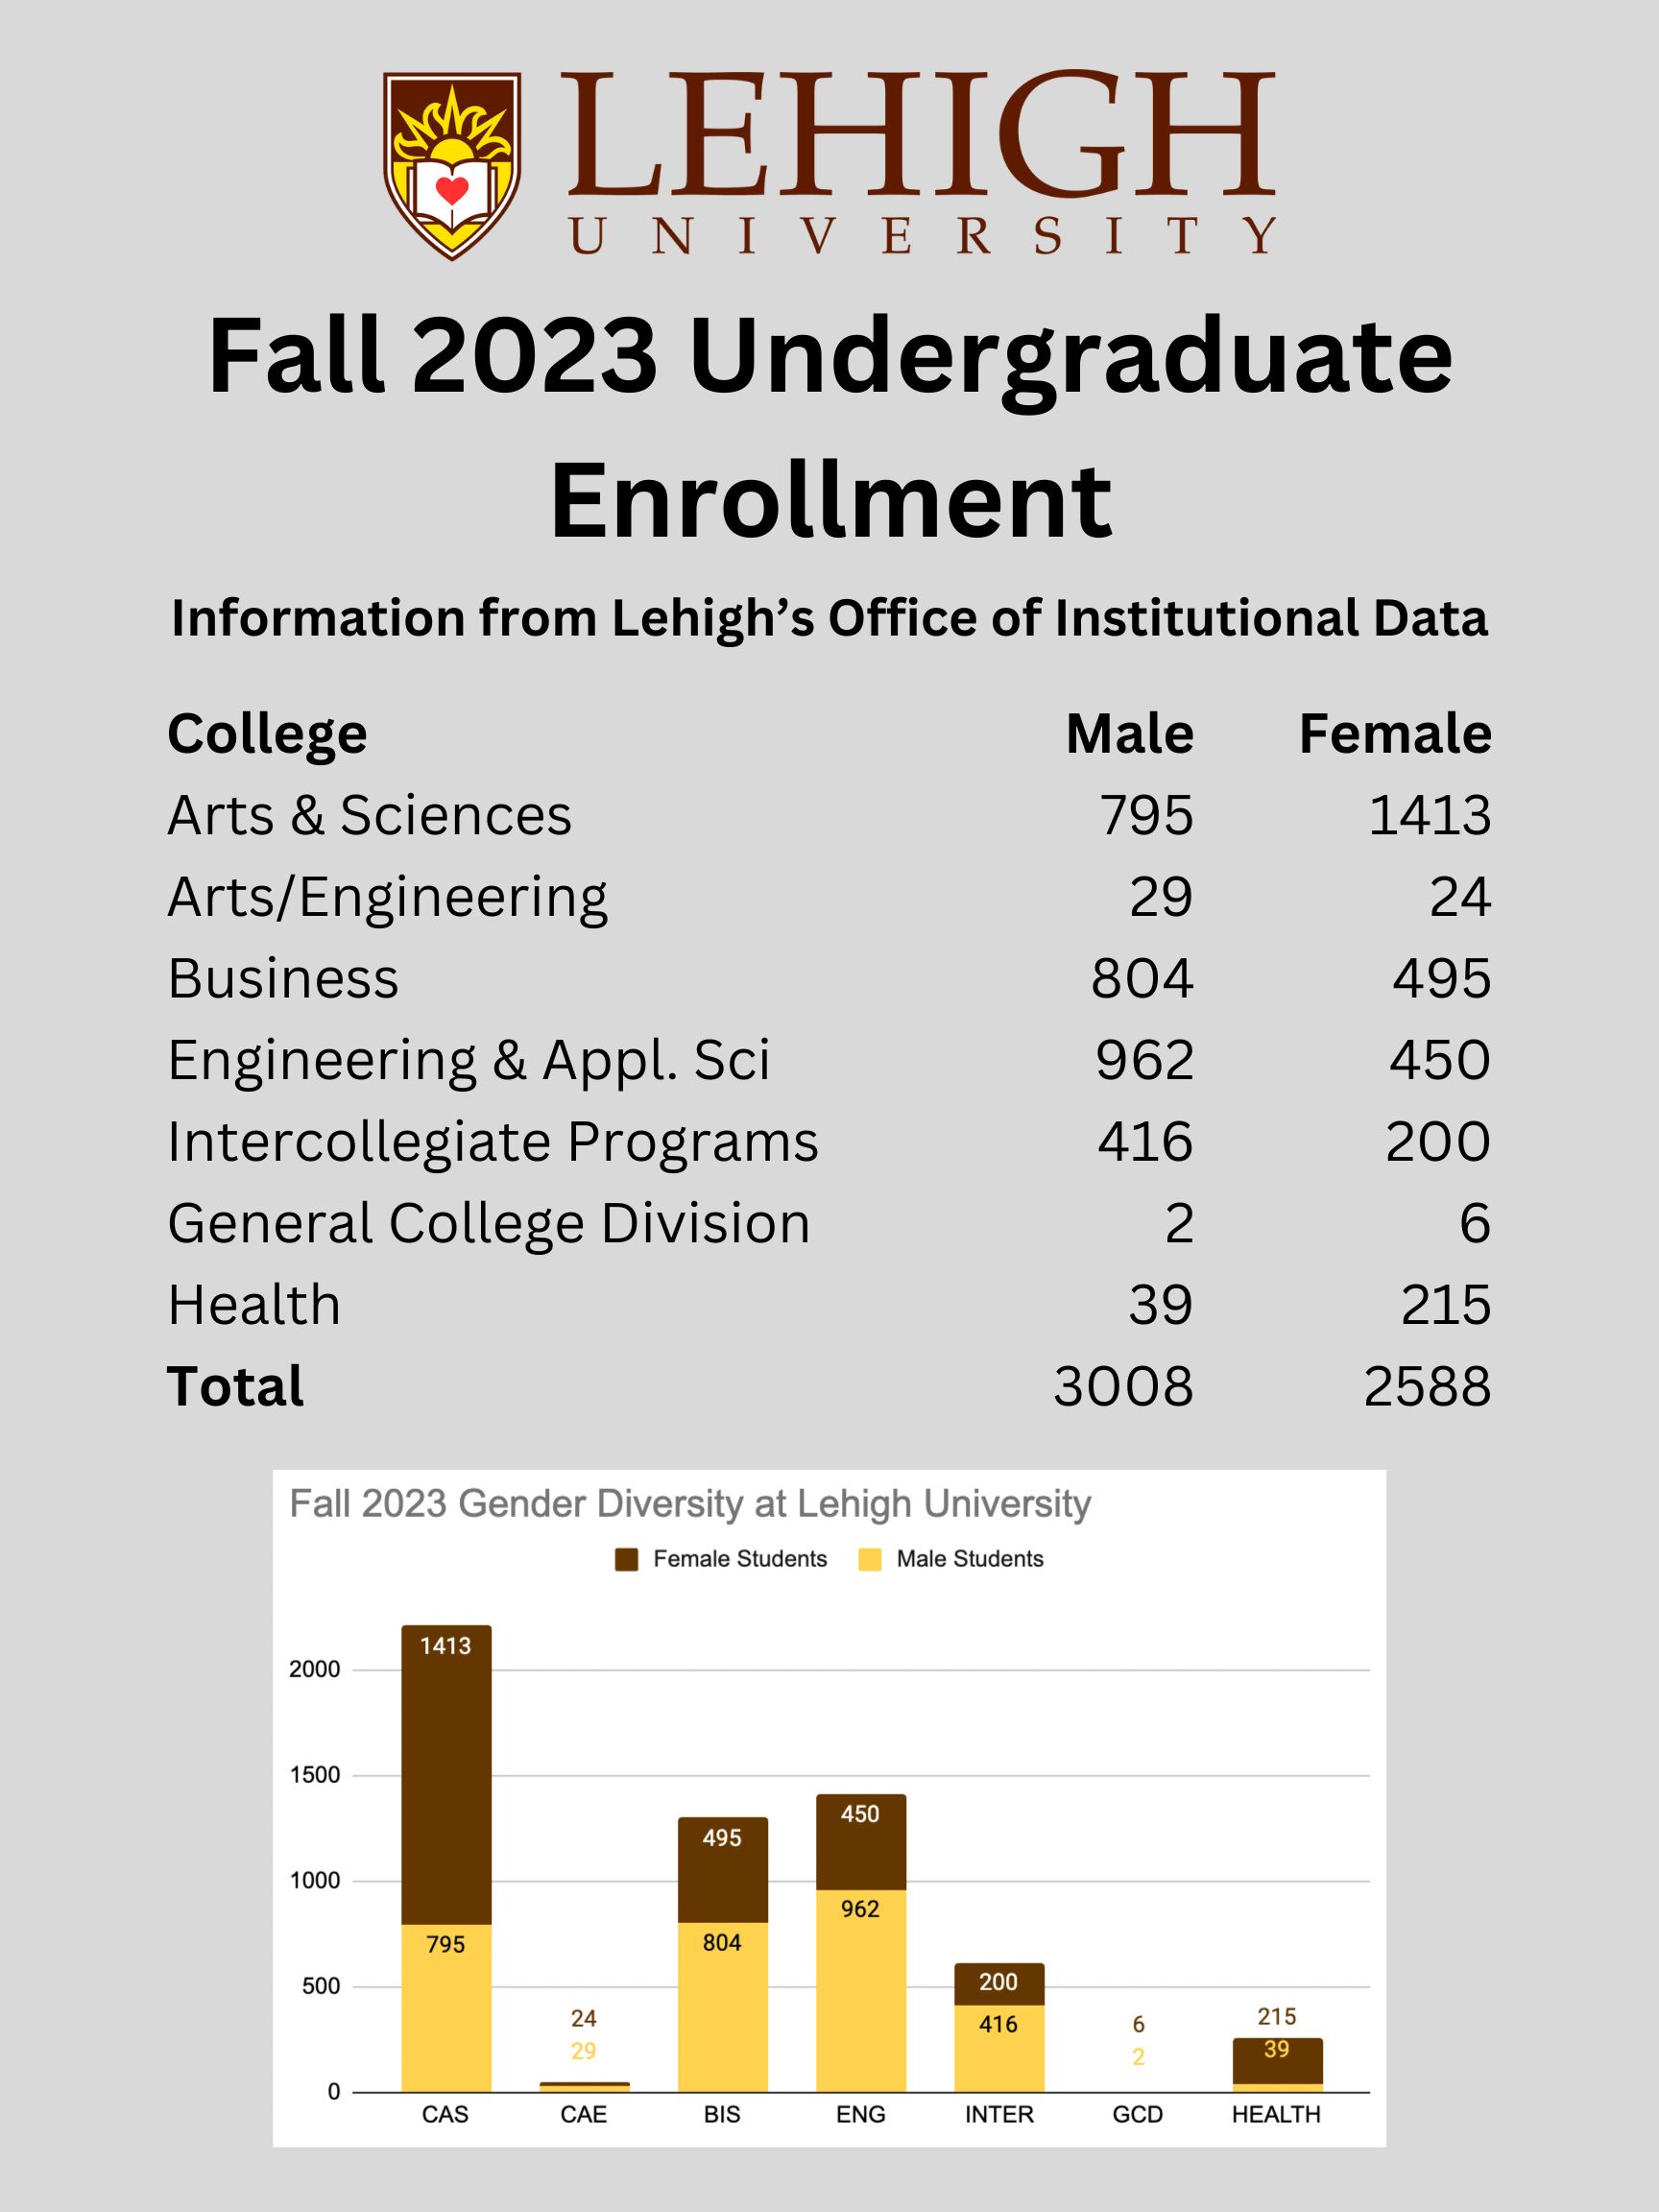 LEHIGH
UNIVERSITY
Fall 2023 Undergraduate
Enrollment
Information from Lehigh’s Office of Institutional Data
College Male Female
Arts & Sciences 795 1413
Arts/Engineering 29 24
Business 804 495
Engineering & Appl. Sci 962 450
Intercollegiate Programs 416 200
General College Division 2 6
Health 39 215
Total 3008 2588
Fall 2023 Gender Diversity at Lehigh University
Female Students Male Students
1413
2000
1500
450
495
1000
962
795 804
500 200
24 416 6 215
29 2 39
0
CAS CAE BIS ENG INTER GCD HEALTH